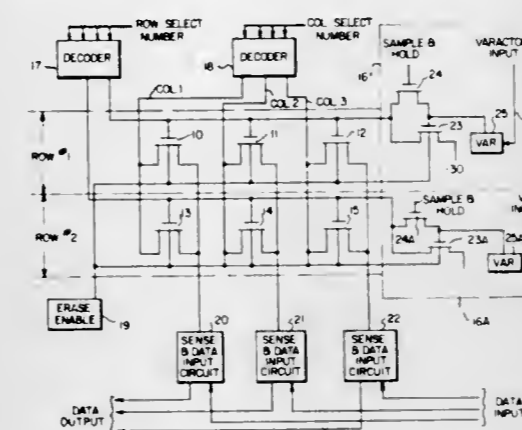 ROW SELECT
NUMBER
COL SELECT
NUMBER
17
DECODER
18
DECODER
16'
SAMPLE &
HOLD
VARACTOR
INPUT
24
COL 1
COL 2
COL 3
25
23
VAR
10
11
12
30
ROW #1
13
14
15
SAMPLE &
HOLD
24A
23A
25A
VAR
ROW #2
ERASE
ENABLE
19
20
21
22
16A
SENSE
& DATA
INPUT
CIRCUIT
SENSE
& DATA
INPUT
CIRCUIT
SENSE
& DATA
INPUT
CIRCUIT
DATA
OUTPUT
DATA
INPUT